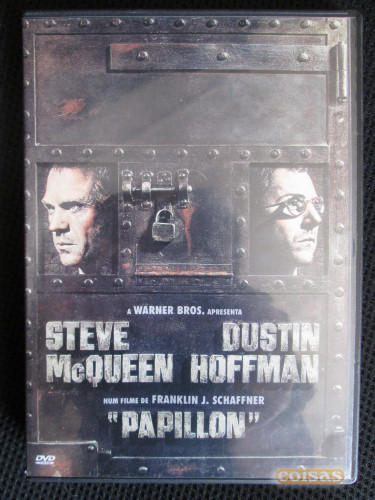 A WARNER BROS. APRESENTA
STEVE DUSTIN
McQUEEN HOFFMAN
NUM FILME DE FRANKLIN J. SCHAFFNER
"PAPILLON"
DVD
coisas